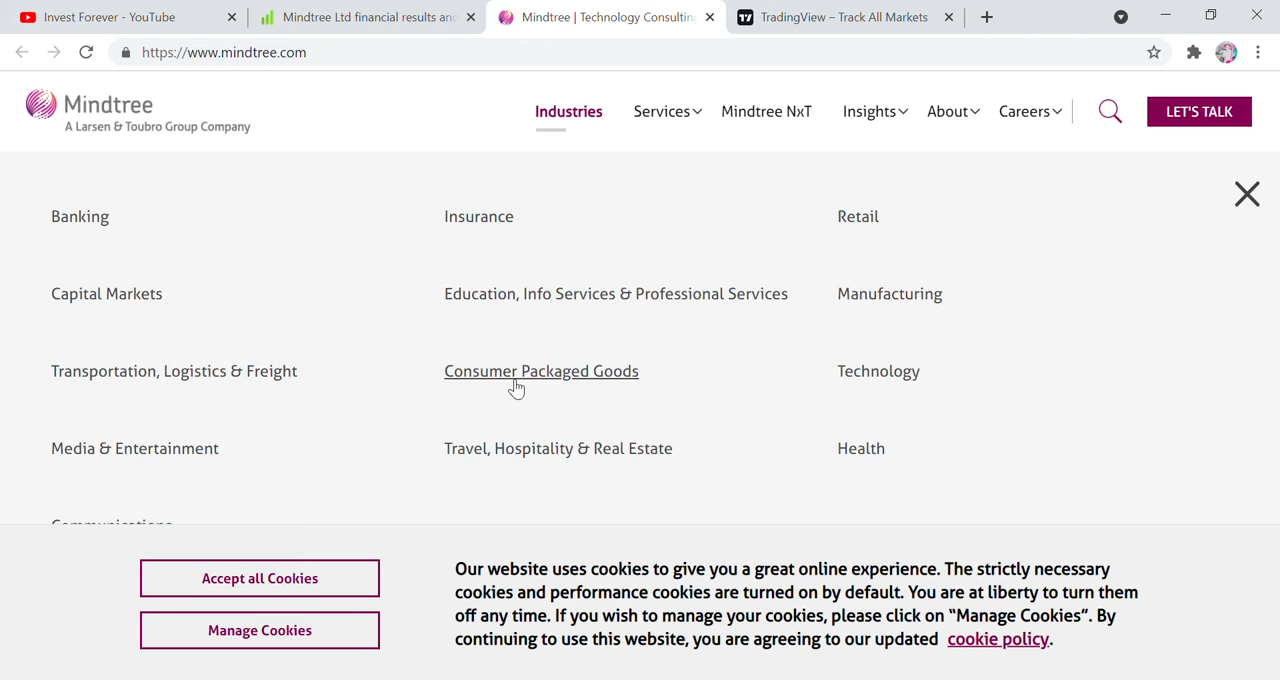 Invest Forever - YouTube
Mindtree Ltd financial results and
Mindtree | Technology Consulting
TradingView – Track All Markets
https://www.mindtree.com
Mindtree
A Larsen & Toubro Group Company
Industries
Services
Mindtree NxT
Insights
About
Careers
LET'S TALK
Banking
Insurance
Retail
Capital Markets
Education, Info Services & Professional Services
Manufacturing
Transportation, Logistics & Freight
Consumer Packaged Goods
Technology
Media & Entertainment
Travel, Hospitality & Real Estate
Health
Communications
Accept all Cookies
Manage Cookies
Our website uses cookies to give you a great online experience. The strictly necessary
cookies and performance cookies are turned on by default. You are at liberty to turn them
off any time. If you wish to manage your cookies, please click on “Manage Cookies”. By
continuing to use this website, you are agreeing to our updated cookie policy.